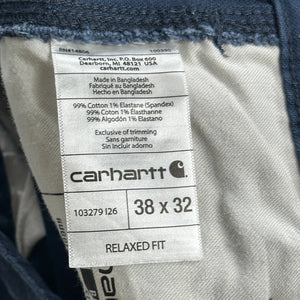 Carhartt, Inc. P.O. Box 600
Dearborn, MI 48121 USA
Made in Bangladesh
Fabriqué au Bangladesh
Hecho en Bangladesh
99% Cotton 1% Elastane (Spandex)
99% Coton 1% Élasthanne
99% Algodón 1% Elastano
Exclusive of trimming
Sans garniture
Sin Incluir adorno
carhartt
103279 I26
38 x 32
RELAXED FIT